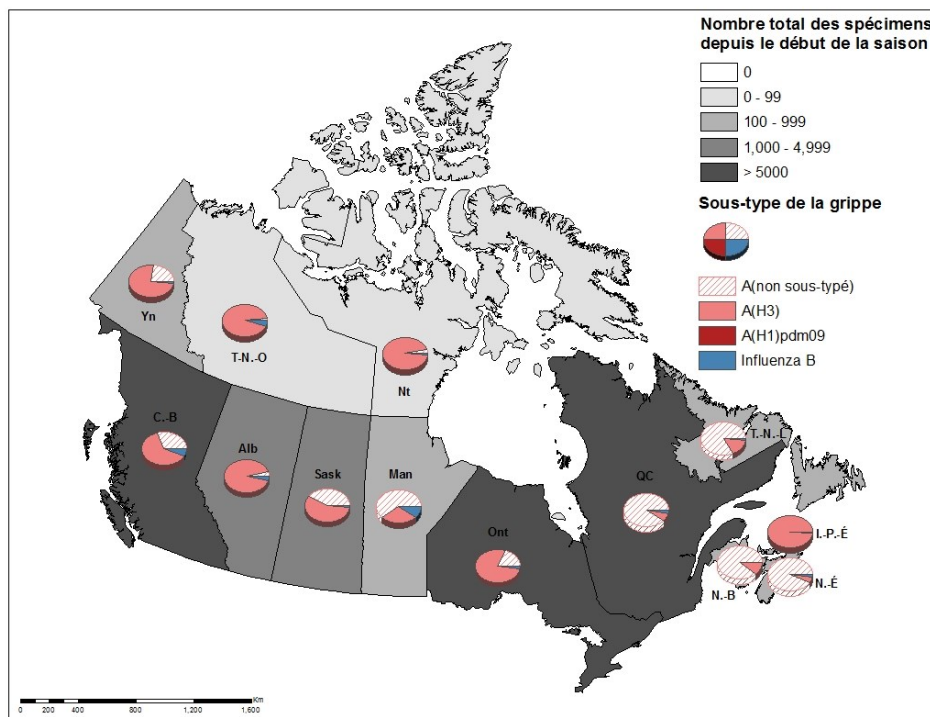 Nombre total des spécimens
depuis le début de la saison
0
0 - 99
100 - 999
1,000 - 4,999
> 5000
Sous-type de la grippe
A(non sous-typé)
A(H3)
A(H1)pdm09
Influenza B
Yn
T-N.-O
Nt
C.-B
Alb
Sask
Man
Ont
QC
T.-N.-L
I.-P.-É
N.-B
N.-É
Km
0 200 400 800 1,200 1,600